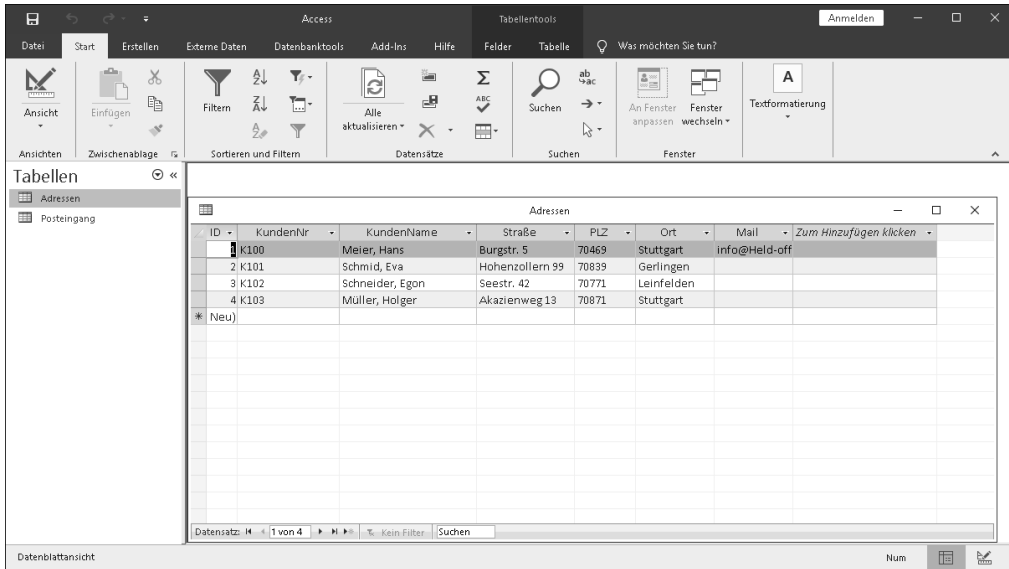 Access Tabellentools Anmelden
Datei Start Erstellen Externe Daten Datenbanktools Add-Ins Hilfe Felder Tabelle Was möchten Sie tun?
Ansicht Einfügen Filtern Alle aktualisieren Suchen An Fenster anpassen Fenster wechseln Textformatierung
Ansichten Zwischenablage Sortieren und Filtern Datensätze Suchen Fenster
Tabellen
Adressen
Posteingang
Adressen
ID KundenNr KundenName Straße PLZ Ort Mail Zum Hinzufügen klicken
1 K100 Meier, Hans Burgstr. 5 70469 Stuttgart info@Held-off
2 K101 Schmid, Eva Hohenzollern 99 70839 Gerlingen
3 K102 Schneider, Egon Seestr. 42 70771 Leinfelden
4 K103 Müller, Holger Akazienweg 13 70871 Stuttgart
* Neu)
Datensatz: 1 von 4 Kein Filter Suchen
Datenblattansicht Num